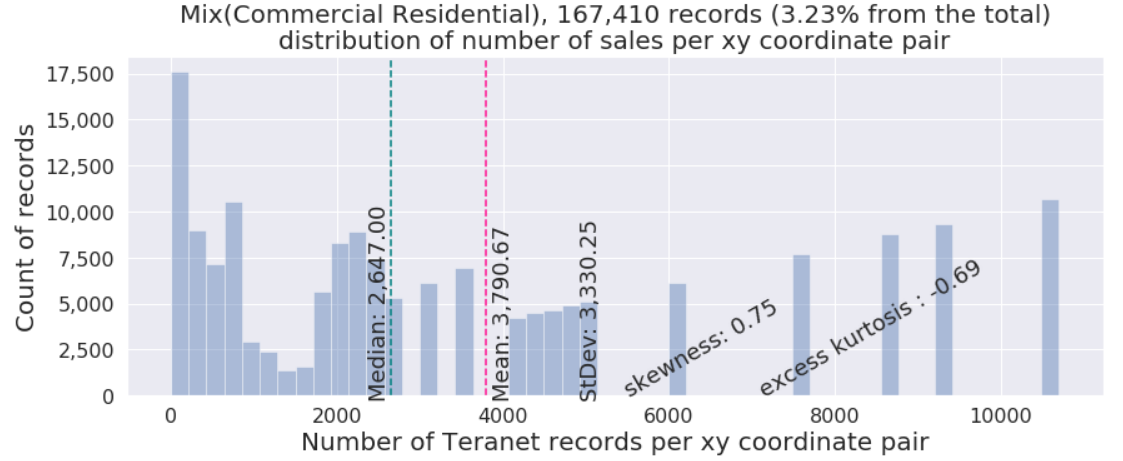 Mix(Commercial Residential), 167,410 records (3.23% from the total)
distribution of number of sales per xy coordinate pair
Count of records
17,500
15,000
12,500
10,000
7,500
5,000
2,500
0
Median: 2,647.00
Mean: 3,790.67
StDev: 3,330.25
skewness: 0.75
excess kurtosis : -0.69
0
2000
4000
6000
8000
10000
Number of Teranet records per xy coordinate pair